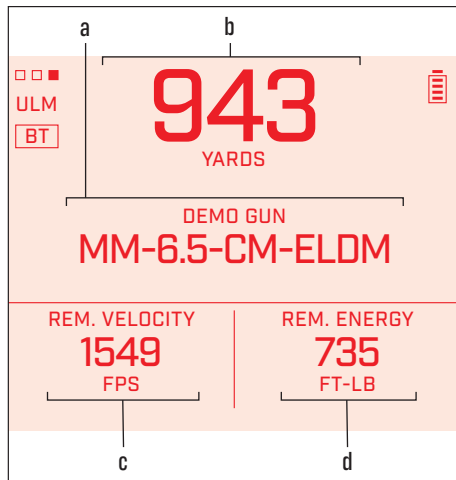 a
b
943
ULM
BT
YARDS
DEMO GUN
MM-6.5-CM-ELDM
REM. VELOCITY
REM. ENERGY
1549
735
FPS
FT-LB
c
d